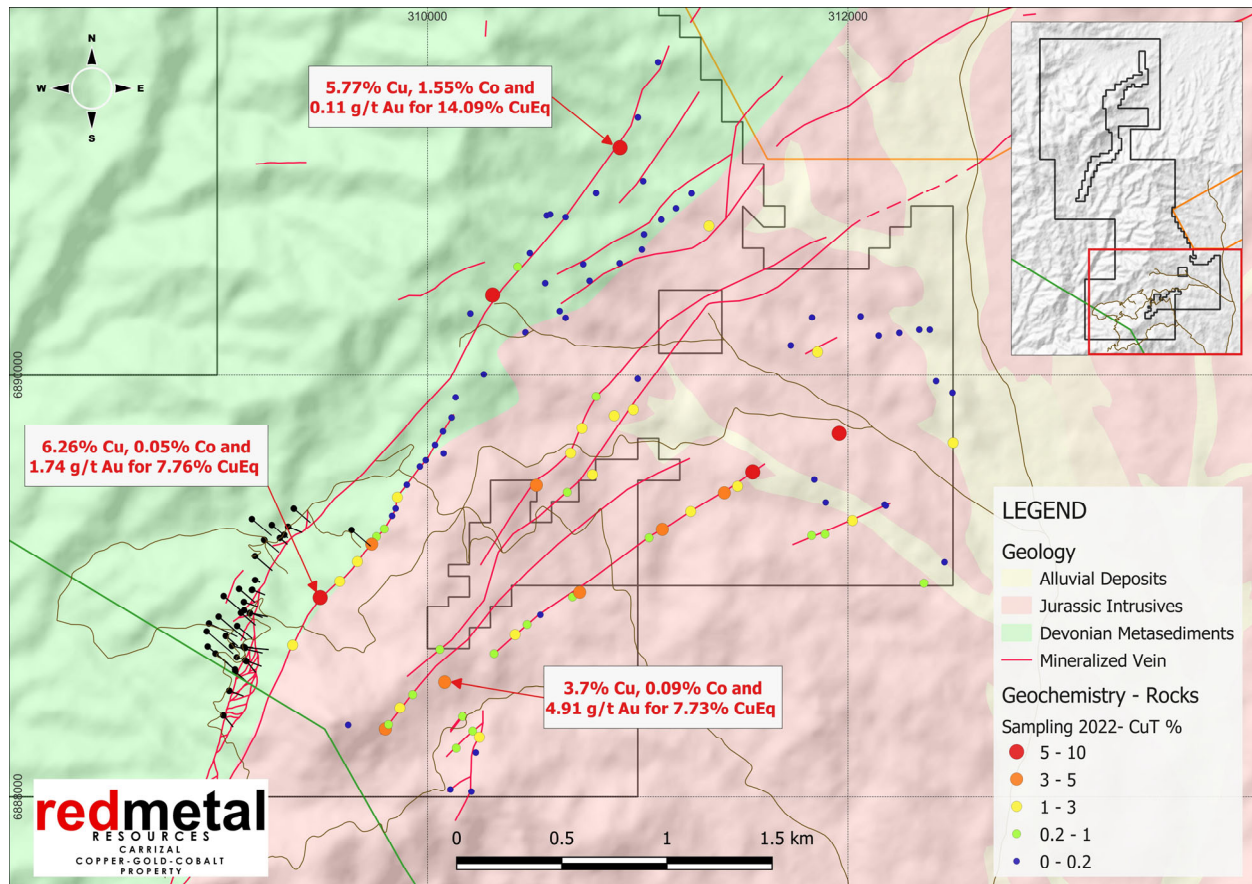 310000
312000
N
W
E
S
5.77% Cu, 1.55% Co and
0.11 g/t Au for 14.09% CuEq
6890000
6.26% Cu, 0.05% Co and
1.74 g/t Au for 7.76% CuEq
3.7% Cu, 0.09% Co and
4.91 g/t Au for 7.73% CuEq
6888000
LEGEND
Geology
Alluvial Deposits
Jurassic Intrusives
Devonian Metasediments
Mineralized Vein
Geochemistry - Rocks
Sampling 2022- CuT %
5 - 10
3 - 5
1 - 3
0.2 - 1
0 - 0.2
redmetal
RESOURCES
CARRIZAL
COPPER-GOLD-COBALT
PROPERTY
0 0.5 1 1.5 km